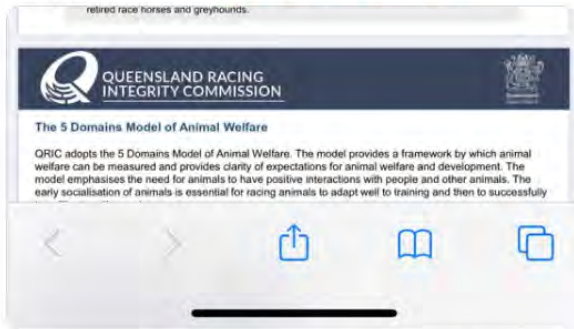 retired race horses and greyhounds.
QUEENSLAND RACING
INTEGRITY COMMISSION
The 5 Domains Model of Animal Welfare
QRIC adopts the 5 Domains Model of Animal Welfare. The model provides a framework by which animal
welfare can be measured and provides clarity of expectations for animal welfare and development. The
model emphasises the need for animals to have positive interactions with people and other animals. The
early socialisation of animals is essential for racing animals to adapt well to training and then to successfully